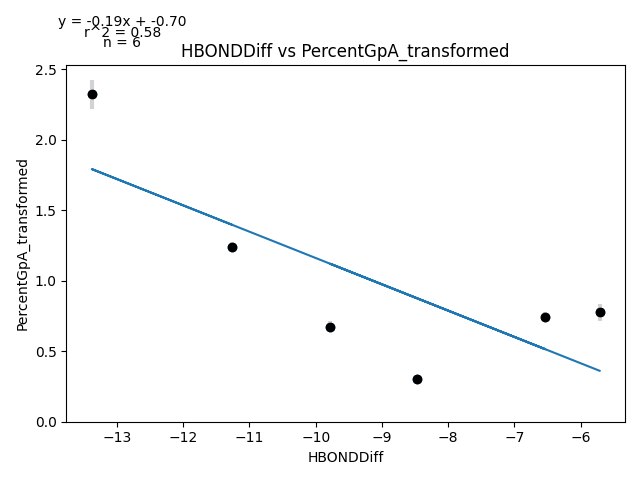 y = -0.19x + -0.70
r^2 = 0.58
n = 6
HBONDDiff vs PercentGpA_transformed
PercentGpA_transformed
2.5
2.0
1.5
1.0
0.5
0.0
−13
−12
−11
−10
−9
−8
−7
−6
HBONDDiff